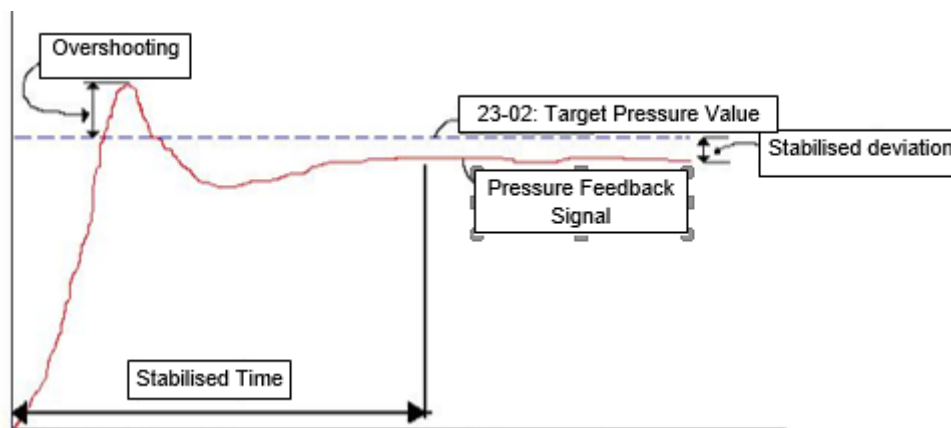 Overshooting
23-02: Target Pressure Value
Stabilised deviation
Pressure Feedback
Signal
Stabilised Time